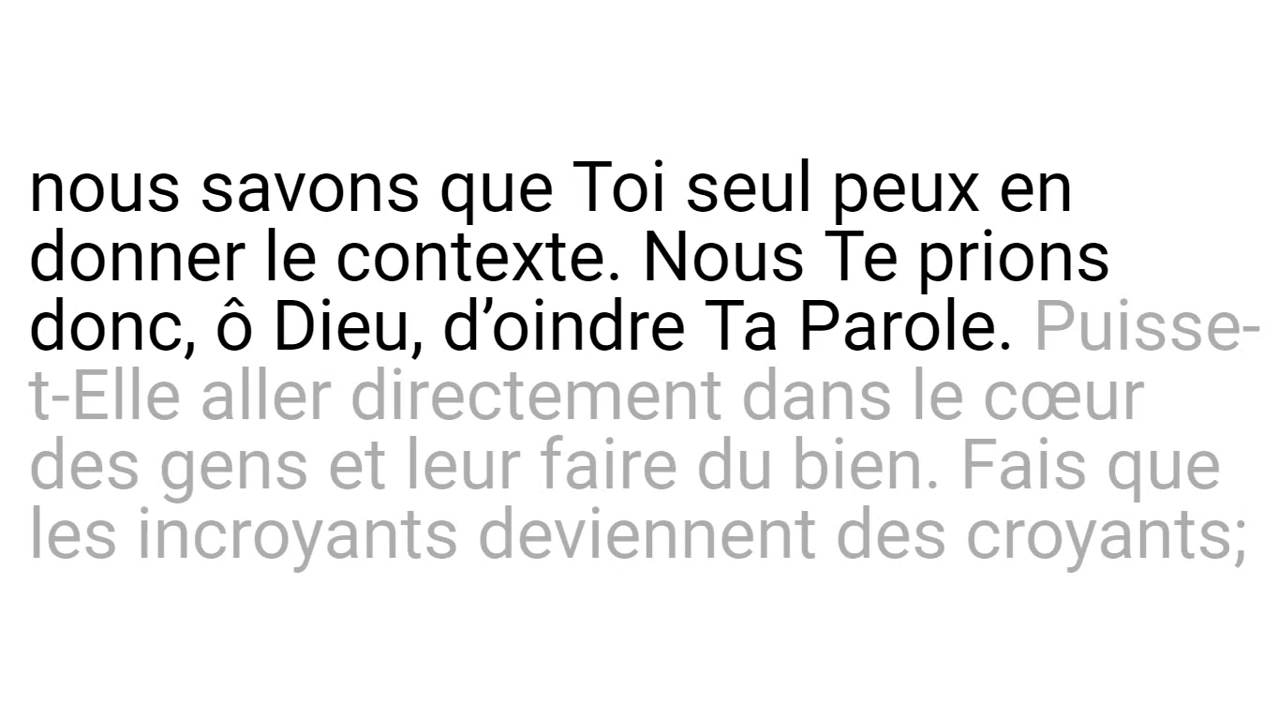 nous savons que Toi seul peux en
donner le contexte. Nous Te prions
donc, ô Dieu, d’oindre Ta Parole. Puisse-
t-Elle aller directement dans le cœur
des gens et leur faire du bien. Fais que
les incroyants deviennent des croyants;